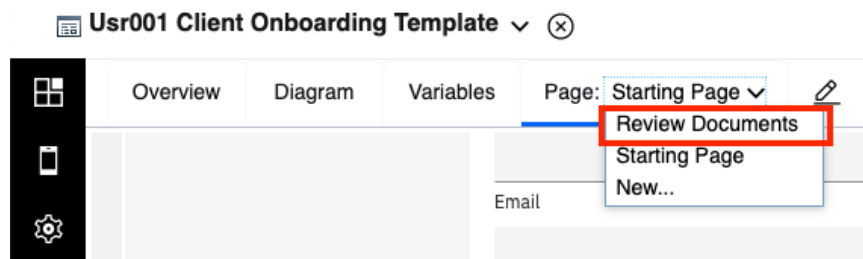 Usr001 Client Onboarding Template
Overview Diagram Variables Page: Starting Page
Review Documents
Starting Page
New...
Email